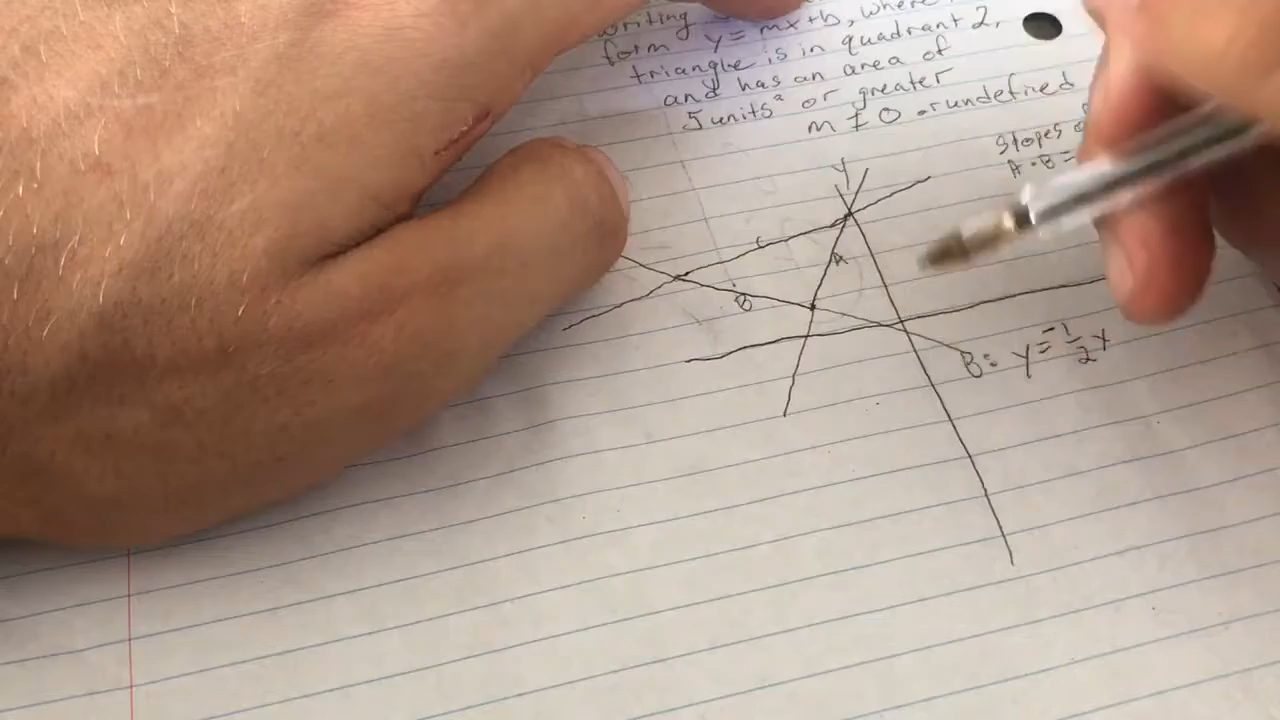 writing
form y = mx+b, where
triangle is in quadrant 2,
and has an area of
5 units² or greater
m ≠ 0 or undefined
Slopes
A · B =
y
C
A
B
B: y = -1/2 x